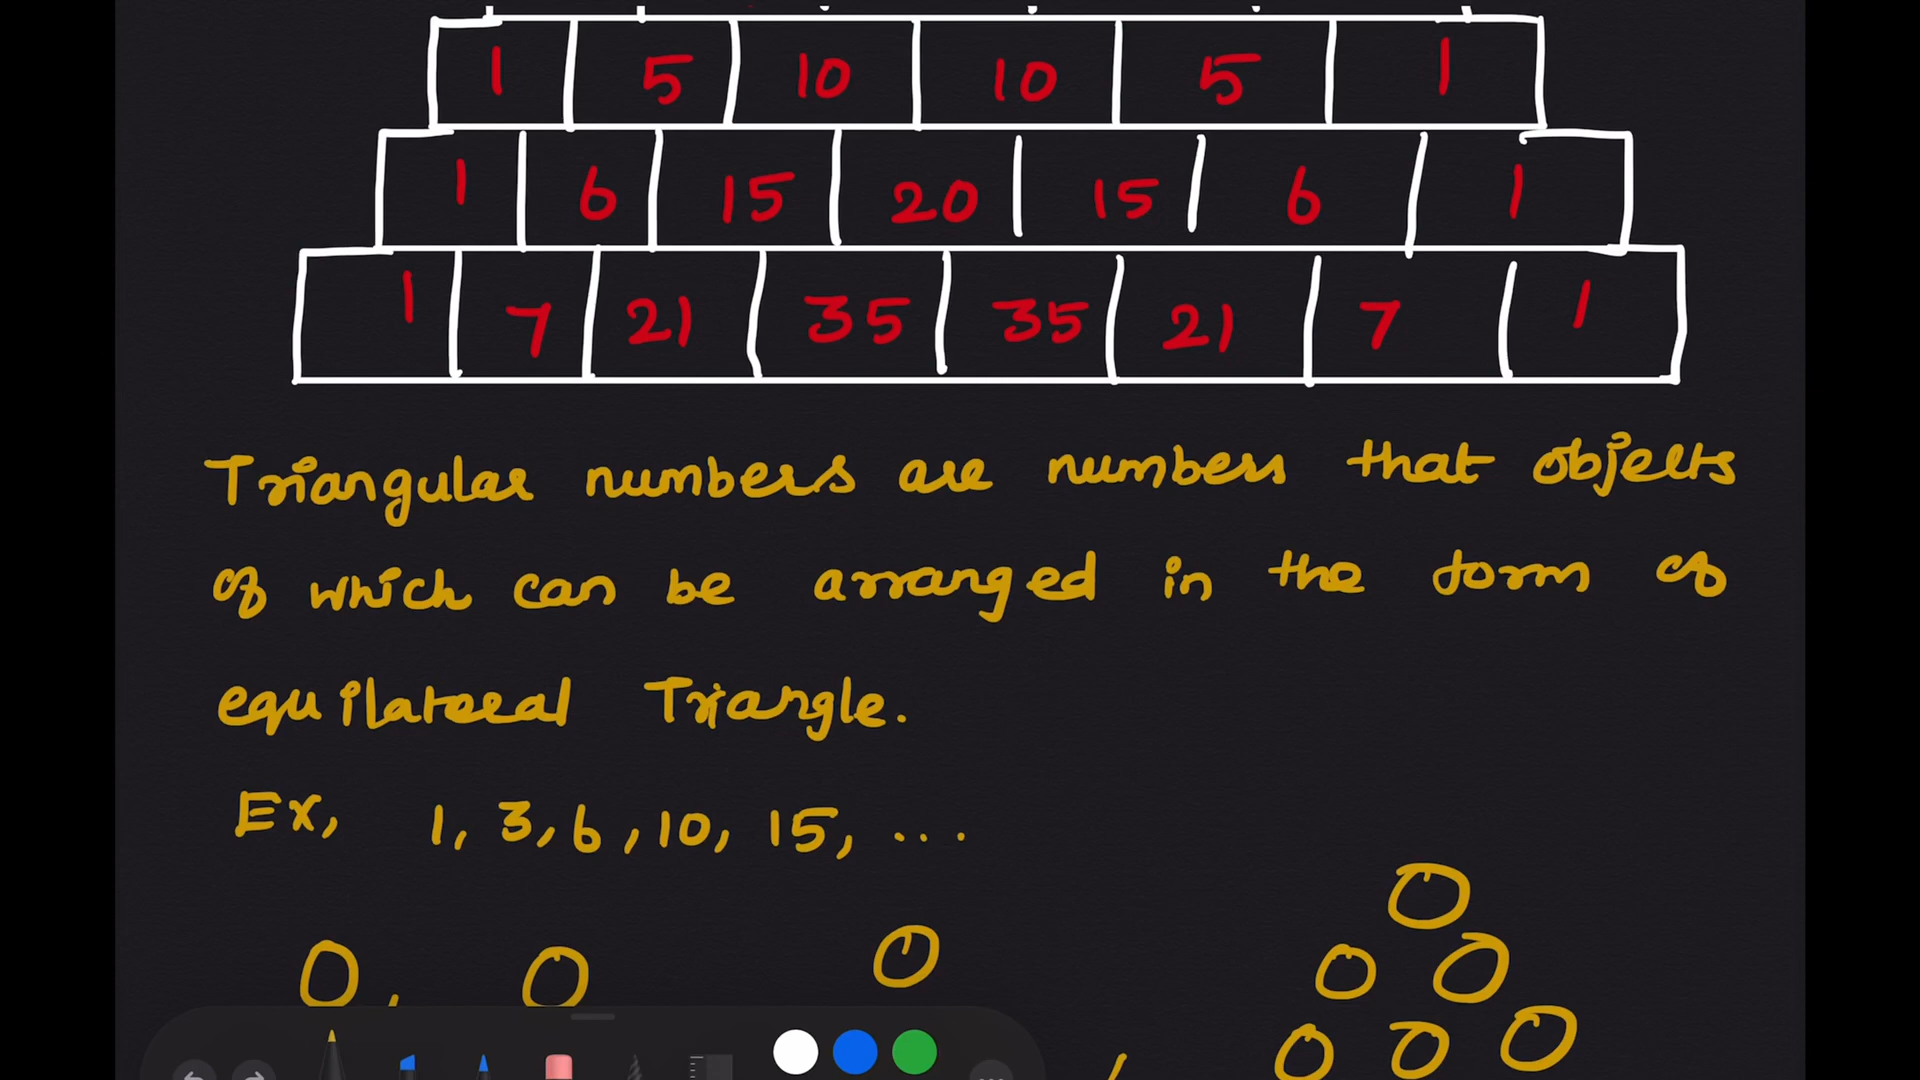 1 5 10 10 5 1
1 6 15 20 15 6 1
1 7 21 35 35 21 7 1
Triangular numbers are numbers that objects
of which can be arranged in the form of
equilateral Triangle.
Ex, 1, 3, 6, 10, 15, ...